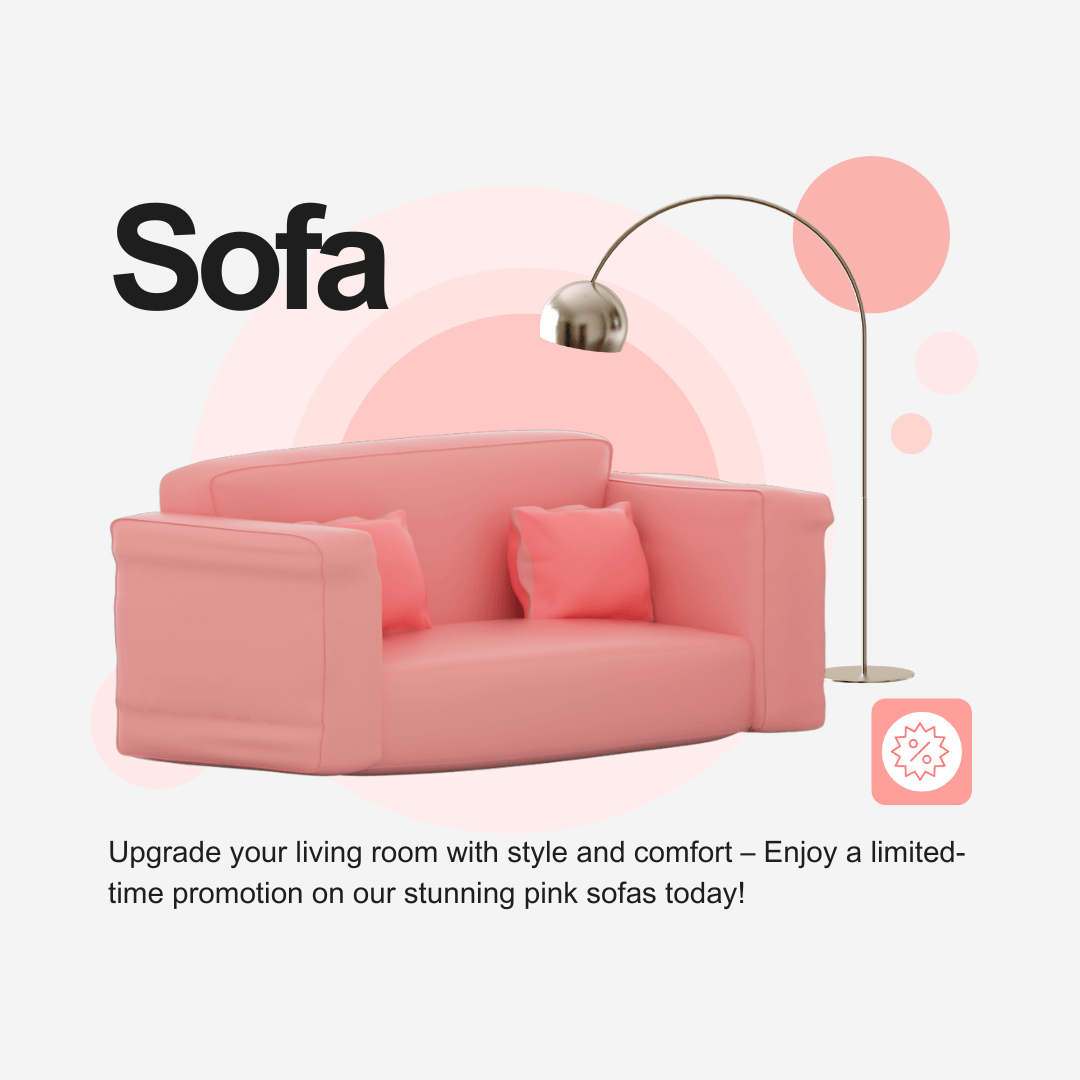 Sofa
%
Upgrade your living room with style and comfort – Enjoy a limited-
time promotion on our stunning pink sofas today!